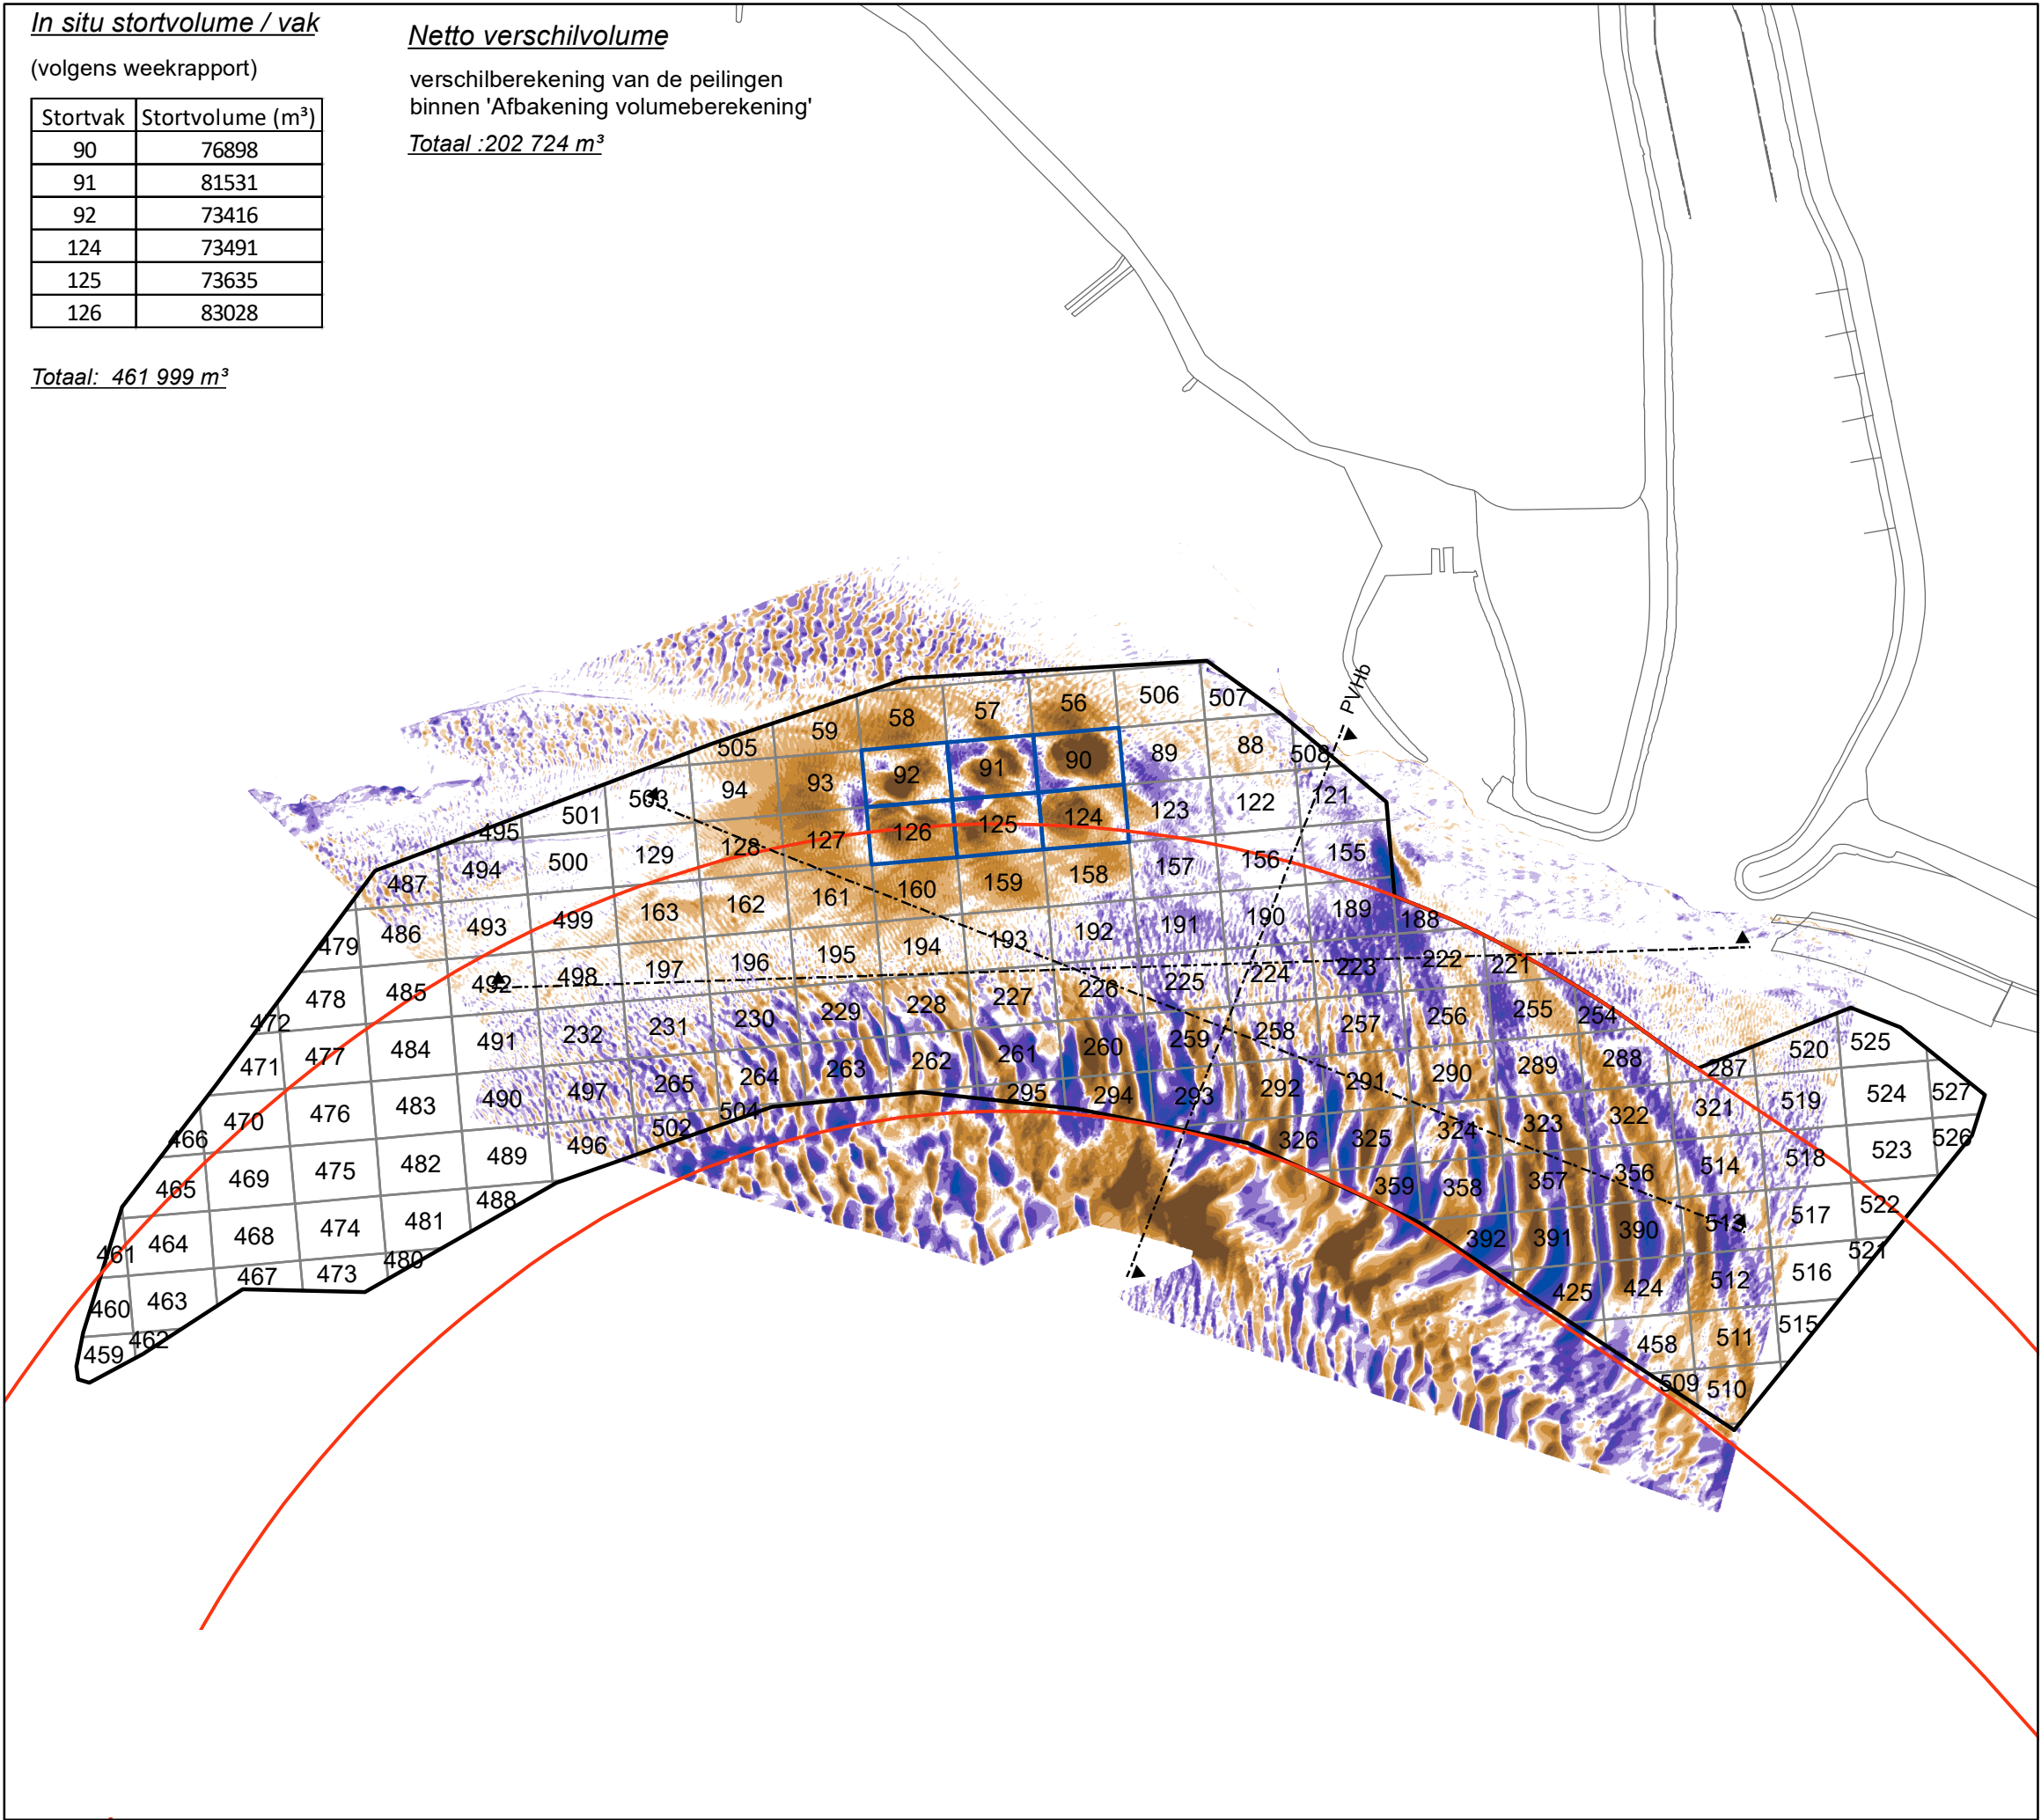 In situ stortvolume / vak
(volgens weekrapport)
Stortvak Stortvolume (m³)
90 76898
91 81531
92 73416
124 73491
125 73635
126 83028
Totaal: 461 999 m³
Netto verschilvolume
verschilberekening van de peilingen
binnen 'Afbakening volumeberekening'
Totaal :202 724 m³
PVHb
58 57 56 506 507
505 59
94 93 92 91 90 89 88 508
495 501 503
127 126 125 124 123 122 121
487 494 500 129 128
163 162 161 160 159 158 157 156 155
479 486 493 499
197 196 195 194 193 192 191 190 189 188
472 478 485 492 498
232 231 230 229 228 227 226 225 224 223 222 221
471 477 484 491
265 264 263 262 261 260 259 258 257 256 255 254
466 470 476 483 490 497
502 504 295 294 293 292 291 290 289 288 287 520 525
465 469 475 482 489 496
326 325 324 323 322 321 519 524 527
461 464 468 474 481 488
359 358 357 356 514 518 523 526
460 463 467 473 480
392 391 390 513 517 522
459 462
425 424 512 516 521
458 511 515
509 510